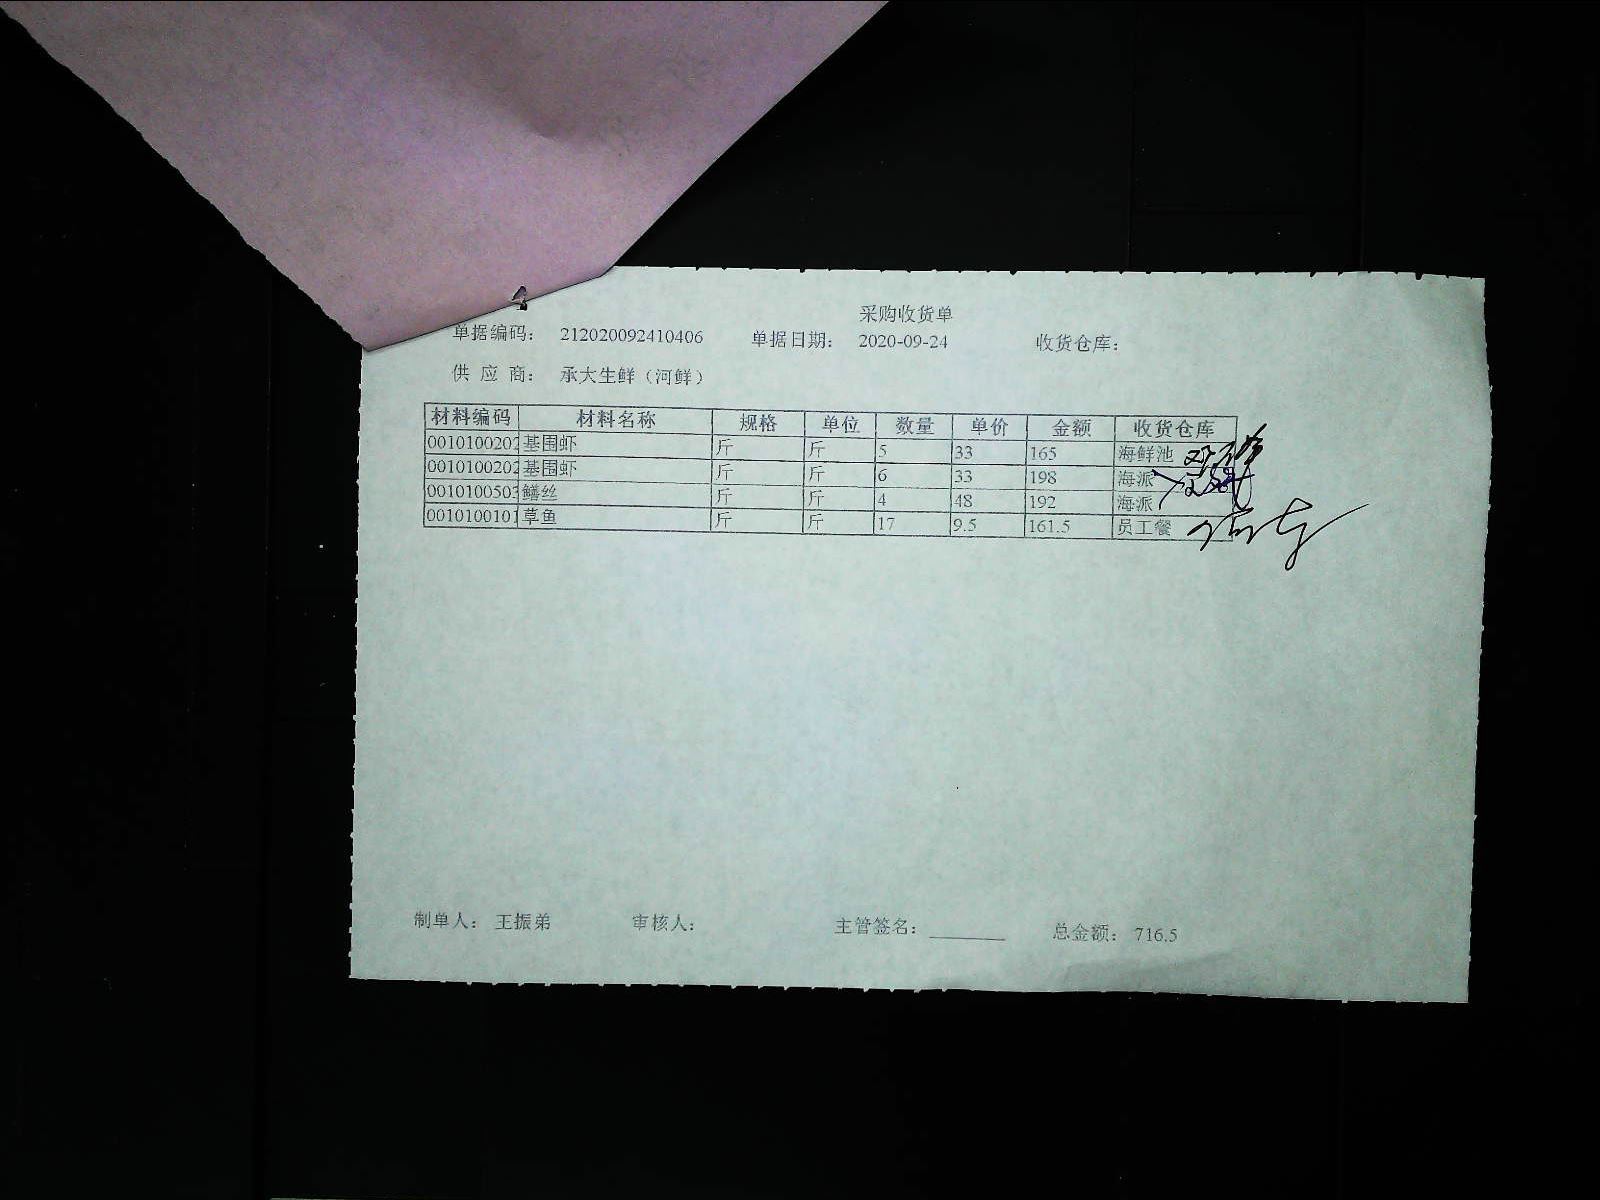 采购收货单
单据编码： 212020092410406 单据日期： 2020-09-24 收货仓库：
供 应 商： 承大生鲜（河鲜）
材料编码 材料名称 规格 单位 数量 单价 金额 收货仓库
0010100202 基围虾 斤 斤 5 33 165 海鲜池
0010100202 基围虾 斤 斤 6 33 198 海派
0010100503 鳝丝 斤 斤 4 48 192 海派
0010100101 草鱼 斤 斤 17 9.5 161.5 员工餐
制单人： 王振弟 审核人： 主管签名： 总金额： 716.5